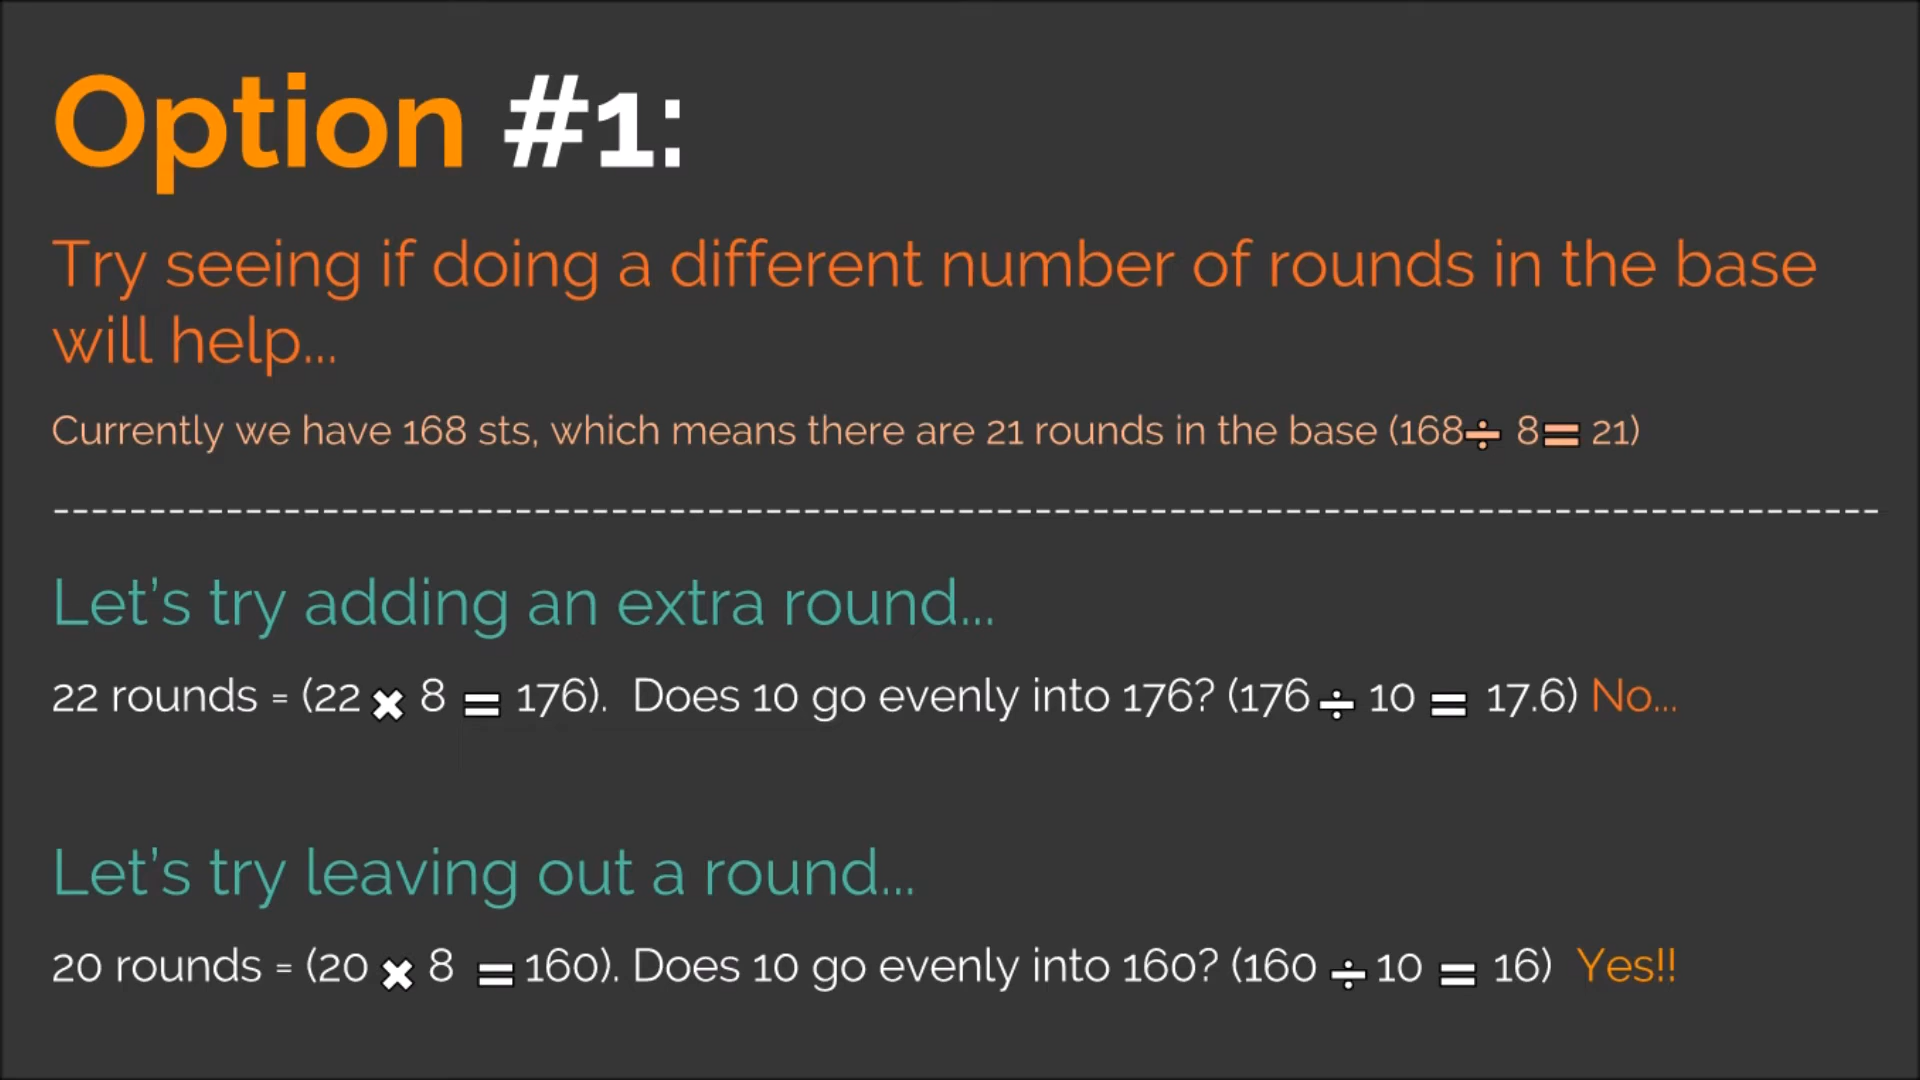 Option #1:
Try seeing if doing a different number of rounds in the base
will help...
Currently we have 168 sts, which means there are 21 rounds in the base (168÷ 8= 21)
-----------------------------------------------------------------------------------------------
Let's try adding an extra round...
22 rounds = (22 × 8 = 176). Does 10 go evenly into 176? (176 ÷ 10 = 17.6) No...
Let's try leaving out a round...
20 rounds = (20 × 8 = 160). Does 10 go evenly into 160? (160 ÷ 10 = 16) Yes!!